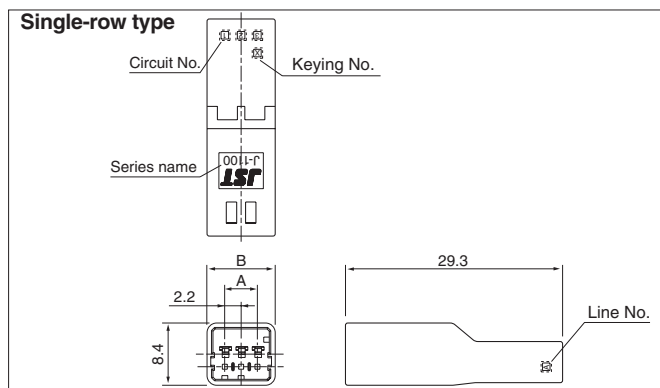 Single-row type
Circuit No.
Keying No.
Series name
J-1100
JST
B
A
2.2
8.4
29.3
Line No.